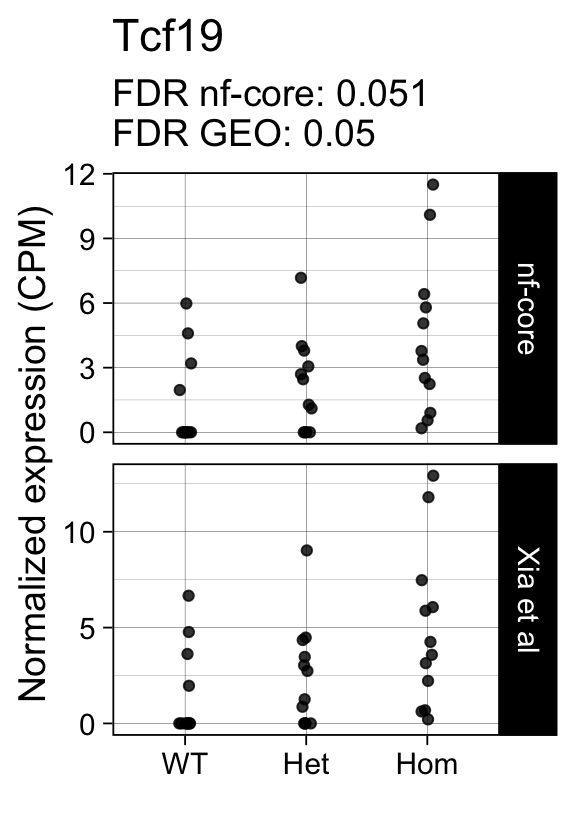 Tcf19
FDR nf-core: 0.051
FDR GEO: 0.05
Normalized expression (CPM)
12
9
6
3
0
nf-core
10
5
0
Xia et al
WT Het Hom